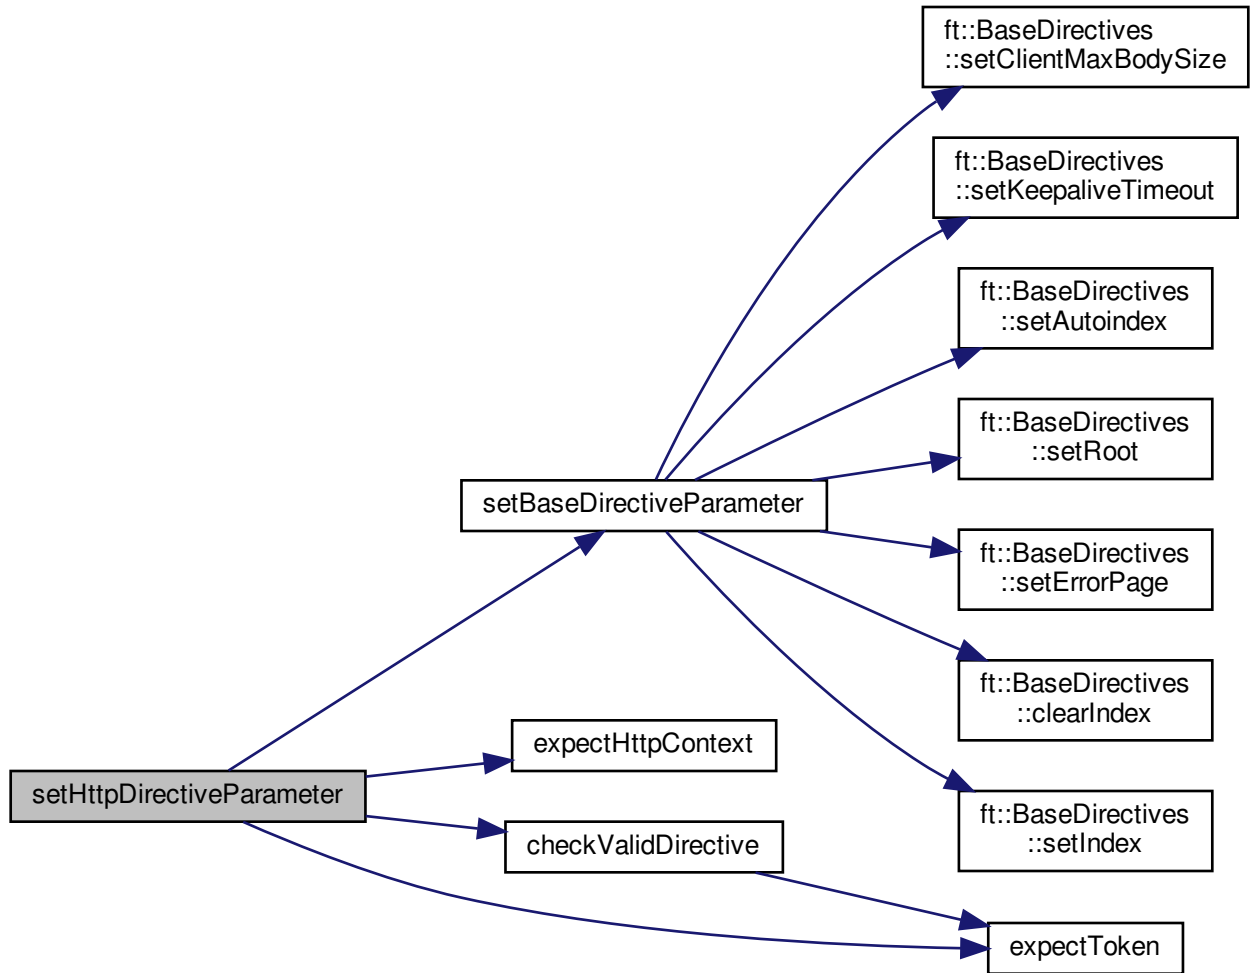 ft::BaseDirectives
::setClientMaxBodySize
ft::BaseDirectives
::setKeepaliveTimeout
ft::BaseDirectives
::setAutoindex
ft::BaseDirectives
::setRoot
setBaseDirectiveParameter
ft::BaseDirectives
::setErrorPage
ft::BaseDirectives
::clearIndex
expectHttpContext
setHttpDirectiveParameter
ft::BaseDirectives
::setIndex
checkValidDirective
expectToken